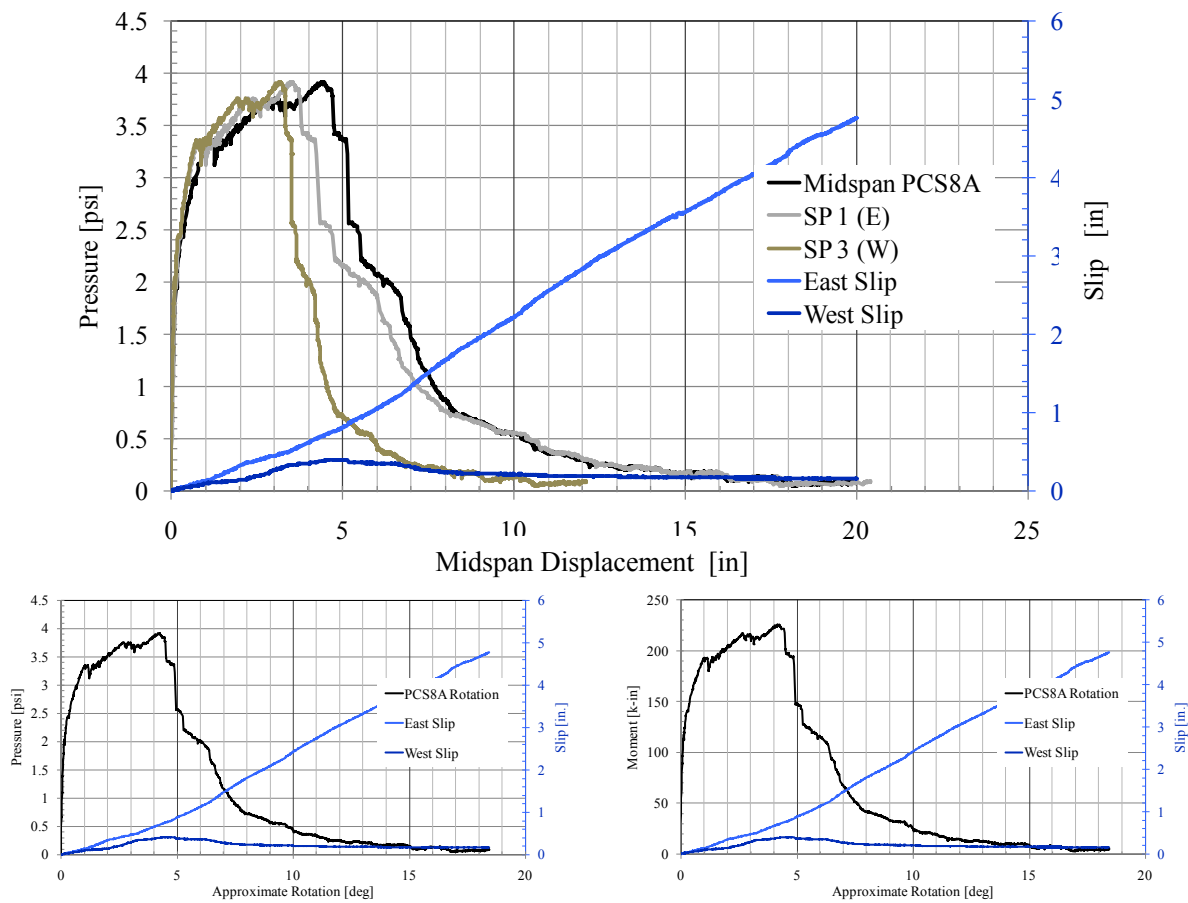 4.5
4
3.5
3
2.5
2
1.5
1
0.5
0
Pressure [psi]
6
5
4
3
2
1
0
Slip [in]
Midspan PCS8A
SP 1 (E)
SP 3 (W)
East Slip
West Slip
0 5 10 15 20 25
Midspan Displacement [in]
4.5
4
3.5
3
2.5
2
1.5
1
0.5
0
Pressure [psi]
6
5
4
3
2
1
0
Slip [in.]
PCS8A Rotation
East Slip
West Slip
0 5 10 15 20
Approximate Rotation [deg]
250
200
150
100
50
0
Moment [k-in]
6
5
4
3
2
1
0
Slip [in.]
PCS8A Rotation
East Slip
West Slip
0 5 10 15 20
Approximate Rotation [deg]